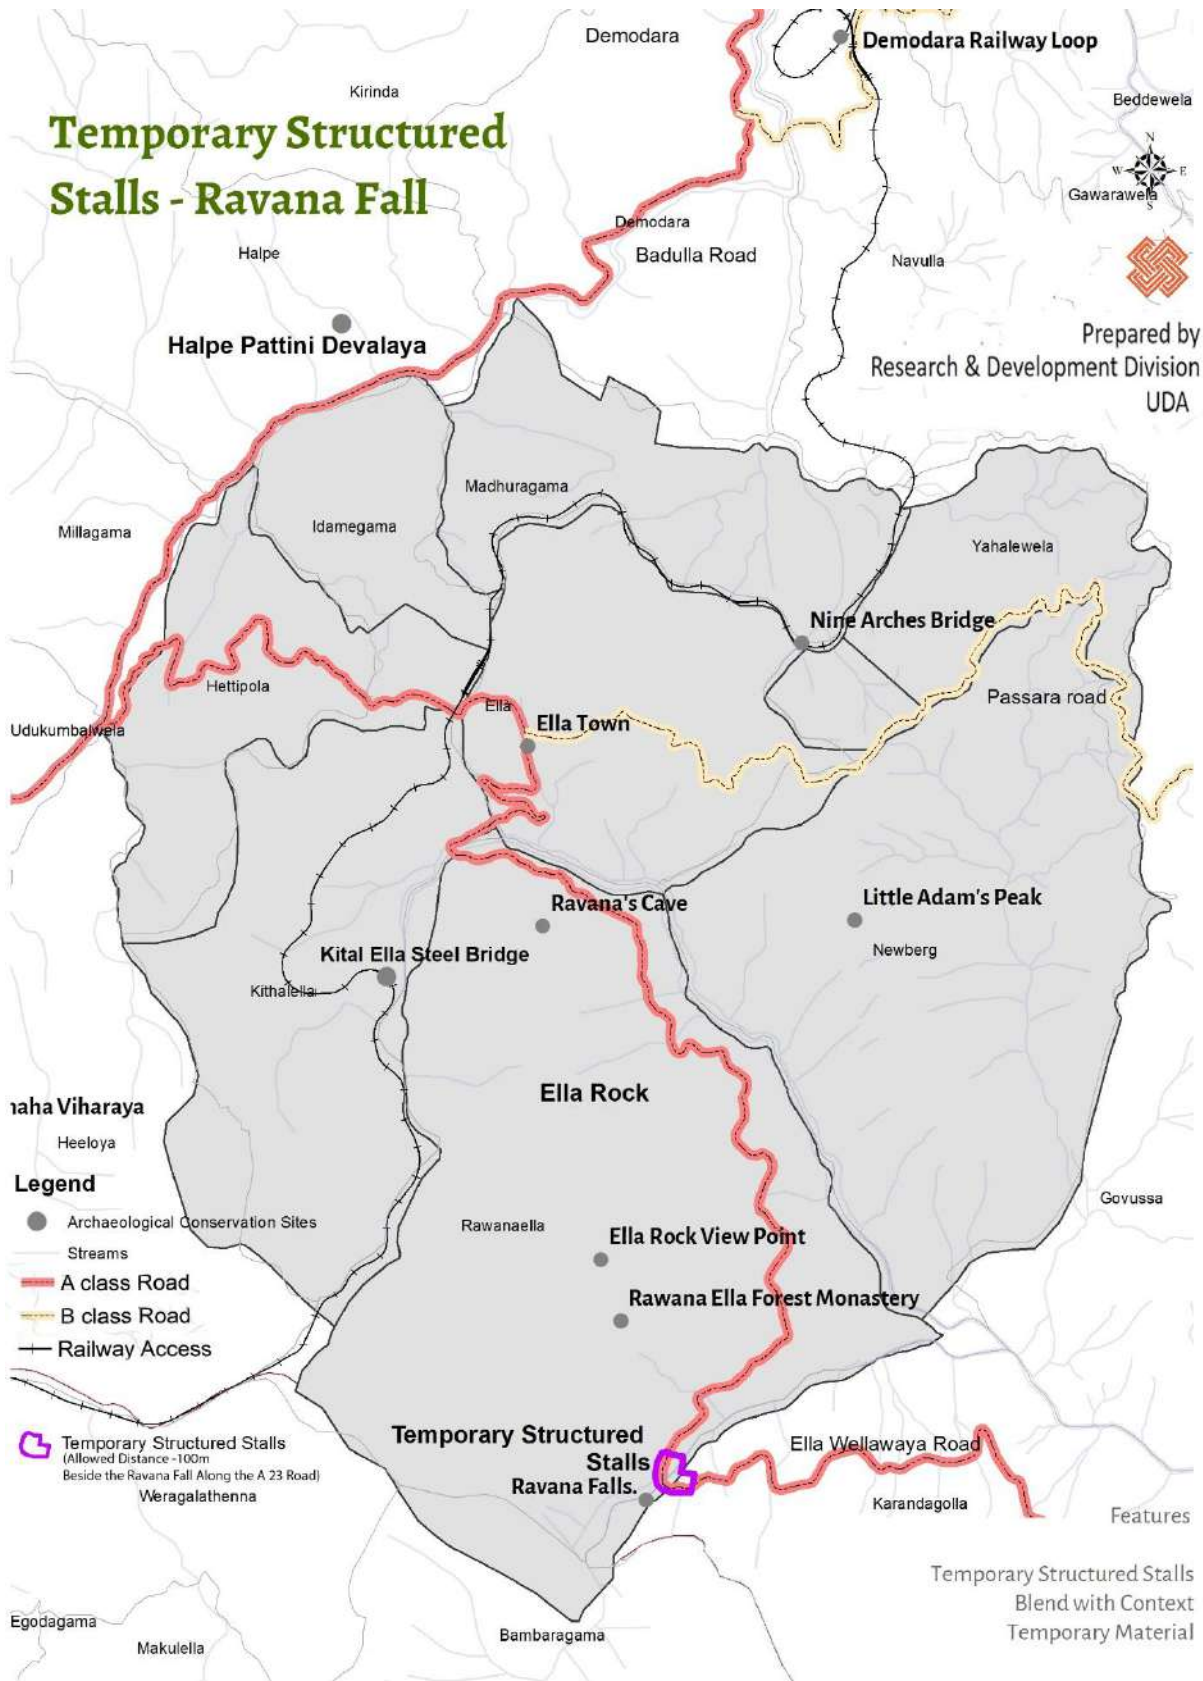 Demodara
Demodara Railway Loop
Kirinda
Beddewela
Temporary Structured
Stalls - Ravana Fall
N
W
E
S
Gawarawela
Demodara
Halpe
Badulla Road
Navulla
Halpe Pattini Devalaya
Prepared by
Research & Development Division
UDA
Madhuragama
Idamegama
Millagama
Yahalewela
Nine Arches Bridge
Hettipola
Passara road
Ella
Ella Town
Udukumbalwela
Ravana's Cave
Little Adam's Peak
Kital Ella Steel Bridge
Newberg
Kithalella
Ella Rock
naha Viharaya
Heeloya
Legend
Archaeological Conservation Sites
Streams
A class Road
B class Road
Railway Access
Temporary Structured Stalls
(Allowed Distance -100m
Beside the Ravana Fall Along the A 23 Road)
Govussa
Rawanaella
Ella Rock View Point
Rawana Ella Forest Monastery
Temporary Structured
Stalls
Ravana Falls.
Ella Wellawaya Road
Weragalathenna
Karandagolla
Features
Temporary Structured Stalls
Blend with Context
Temporary Material
Egodagama
Makulella
Bambaragama